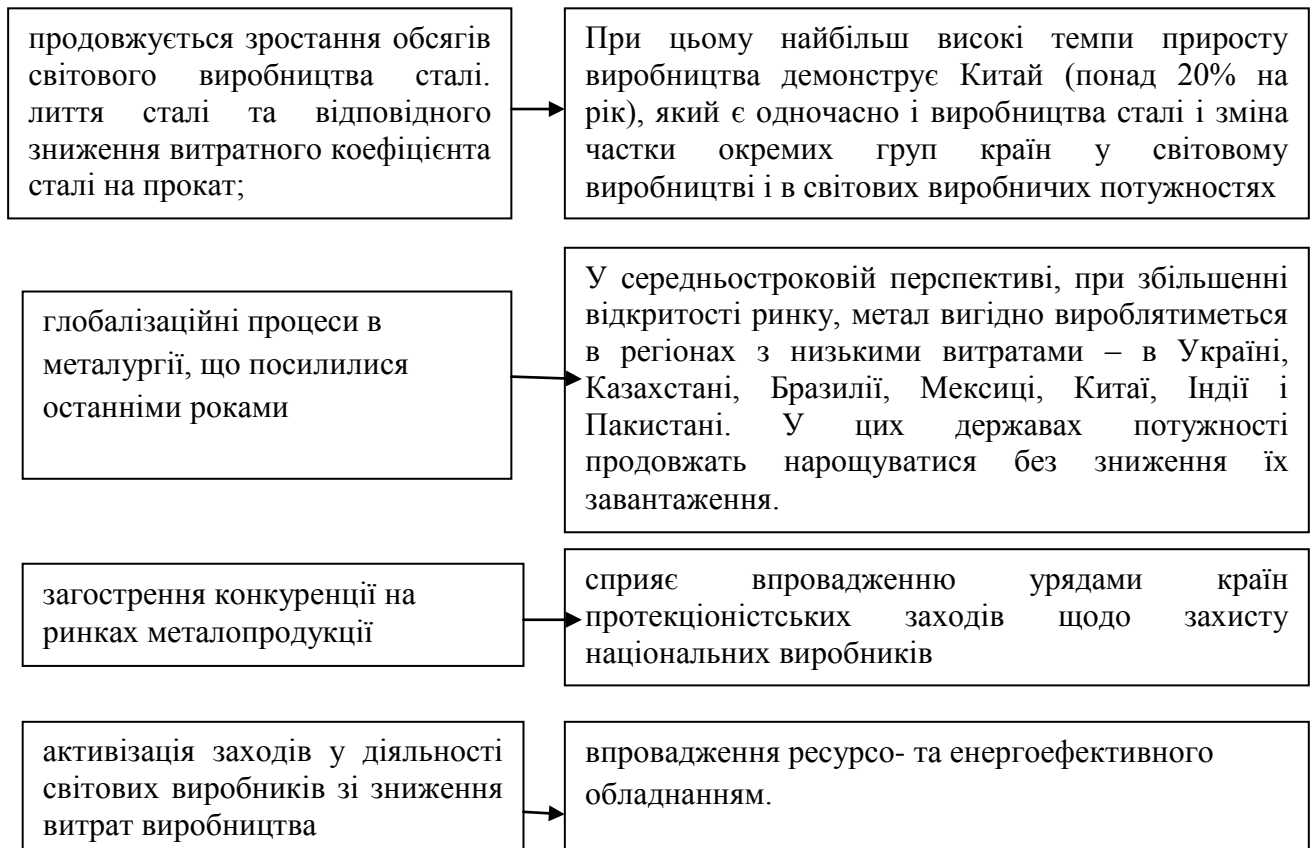 продовжується зростання обсягів
світового виробництва сталі.
лиття сталі та відповідного
зниження витратного коефіцієнта
сталі на прокат;
При цьому найбільш високі темпи приросту
виробництва демонструє Китай (понад 20% на
рік), який є одночасно і виробництва сталі і зміна
частки окремих груп країн у світовому
виробництві і в світових виробничих потужностях
глобалізаційні процеси в
металургії, що посилилися
останніми роками
У середньостроковій перспективі, при збільшенні
відкритості ринку, метал вигідно вироблятиметься
в регіонах з низькими витратами – в Україні,
Казахстані, Бразилії, Мексиці, Китаї, Індії і
Пакистані. У цих державах потужності
продовжать нарощуватися без зниження їх
завантаження.
загострення конкуренції на
ринках металопродукції
сприяє впровадженню урядами країн
протекціоністських заходів щодо захисту
національних виробників
активізація заходів у діяльності
світових виробників зі зниження
витрат виробництва
впровадження ресурсо- та енергоефективного
обладнанням.